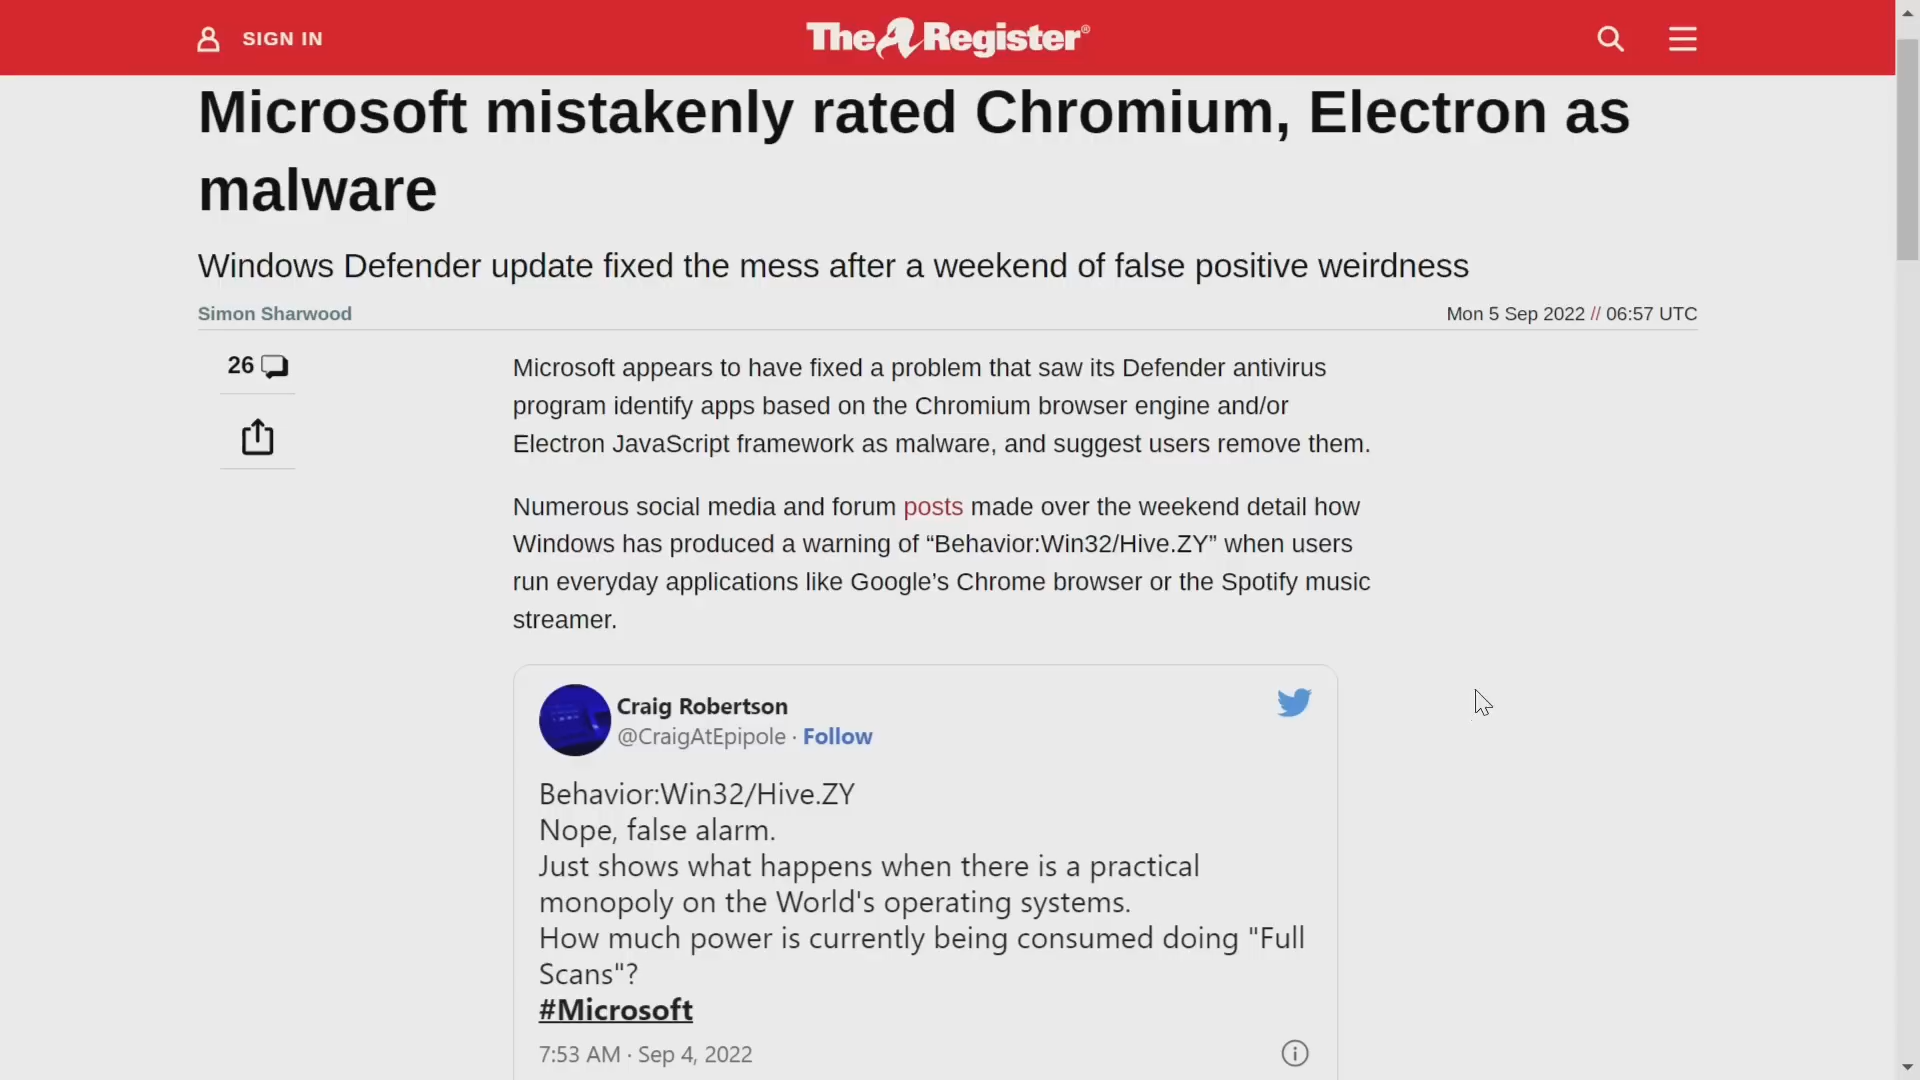 SIGN IN
The Register®
Microsoft mistakenly rated Chromium, Electron as
malware
Windows Defender update fixed the mess after a weekend of false positive weirdness
Simon Sharwood
Mon 5 Sep 2022 // 06:57 UTC
26
Microsoft appears to have fixed a problem that saw its Defender antivirus
program identify apps based on the Chromium browser engine and/or
Electron JavaScript framework as malware, and suggest users remove them.
Numerous social media and forum posts made over the weekend detail how
Windows has produced a warning of “Behavior:Win32/Hive.ZY” when users
run everyday applications like Google’s Chrome browser or the Spotify music
streamer.
Craig Robertson
@CraigAtEpipole · Follow
Behavior:Win32/Hive.ZY
Nope, false alarm.
Just shows what happens when there is a practical
monopoly on the World's operating systems.
How much power is currently being consumed doing "Full
Scans"?
#Microsoft
7:53 AM · Sep 4, 2022